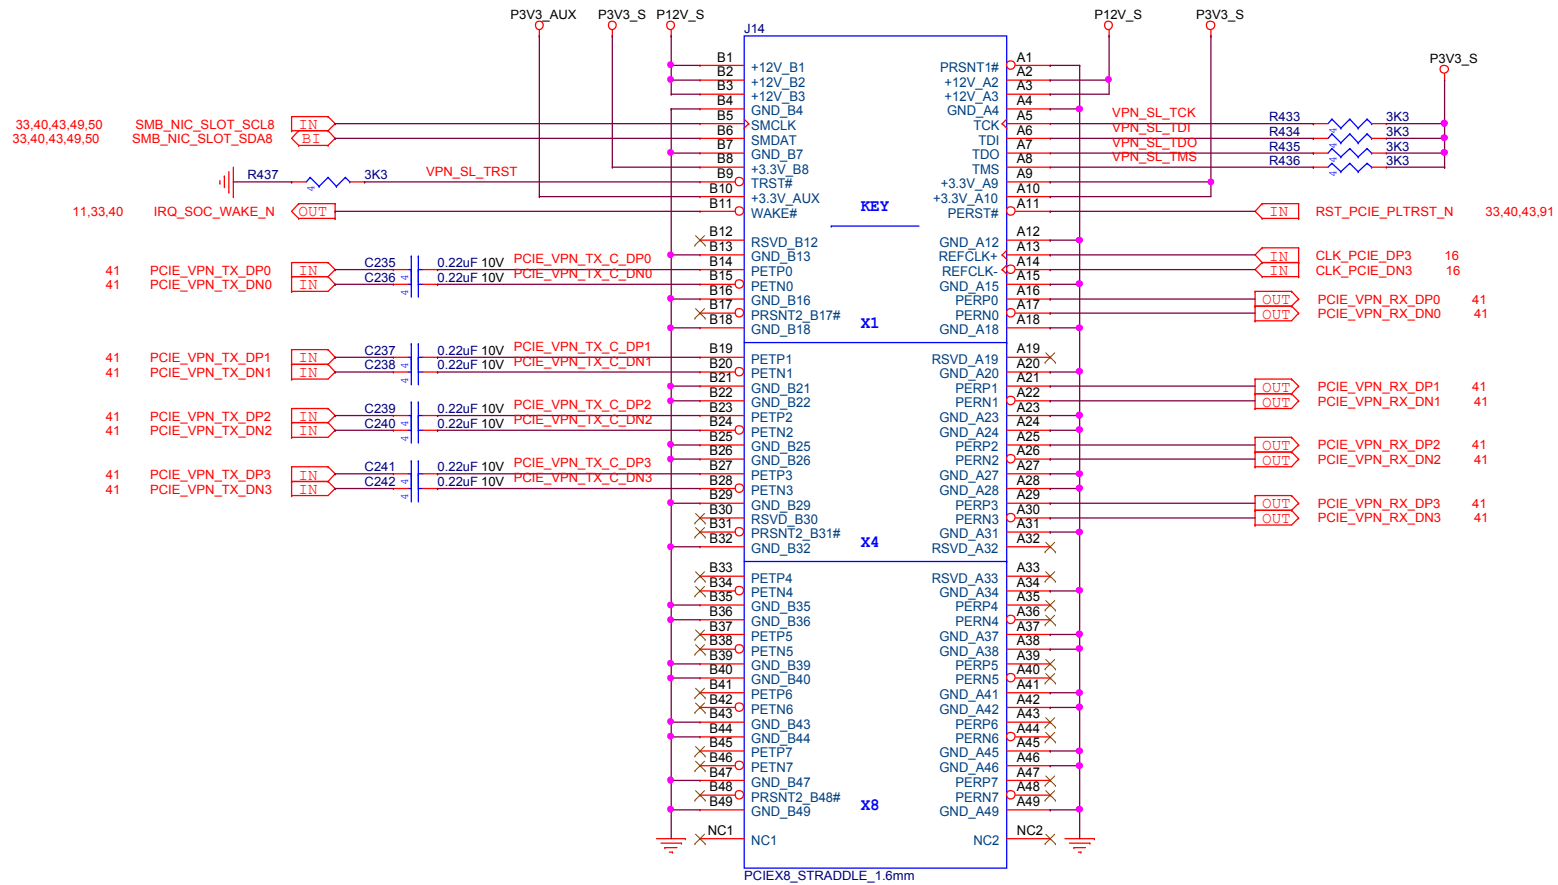 P3V3_AUX P3V3_S P12V_S P12V_S P3V3_S
P3V3_S
J14
B1 +12V_B1 PRSNT1# A1
B2 +12V_B2 +12V_A2 A2
B3 +12V_B3 +12V_A3 A3
B4 GND_B4 GND_A4 A4
33,40,43,49,50 SMB_NIC_SLOT_SCL8 IN B5 SMCLK TCK A5 VPN_SL_TCK R433 3K3
33,40,43,49,50 SMB_NIC_SLOT_SDA8 BI B6 SMDAT TDI A6 VPN_SL_TDI R434 3K3
B7 GND_B7 TDO A7 VPN_SL_TDO R435 3K3
B8 +3.3V_B8 TMS A8 VPN_SL_TMS R436 3K3
R437 3K3 VPN_SL_TRST B9 TRST# +3.3V_A9 A9
B10 +3.3V_AUX +3.3V_A10 A10
11,33,40 IRQ_SOC_WAKE_N OUT B11 WAKE# KEY PERST# A11 IN RST_PCIE_PLTRST_N 33,40,43,91
B12 RSVD_B12 GND_A12 A12
B13 GND_B13 REFCLK+ A13 IN CLK_PCIE_DP3 16
41 PCIE_VPN_TX_DP0 IN C235 4 0.22uF 10V PCIE_VPN_TX_C_DP0 B14 PETP0 REFCLK- A14 IN CLK_PCIE_DN3 16
41 PCIE_VPN_TX_DN0 IN C236 4 0.22uF 10V PCIE_VPN_TX_C_DN0 B15 PETN0 GND_A15 A15
B16 GND_B16 PERP0 A16 OUT PCIE_VPN_RX_DP0 41
B17 PRSNT2_B17# PERN0 A17 OUT PCIE_VPN_RX_DN0 41
B18 GND_B18 X1 GND_A18 A18
41 PCIE_VPN_TX_DP1 IN C237 4 0.22uF 10V PCIE_VPN_TX_C_DP1 B19 PETP1 RSVD_A19 A19
41 PCIE_VPN_TX_DN1 IN C238 4 0.22uF 10V PCIE_VPN_TX_C_DN1 B20 PETN1 GND_A20 A20
B21 GND_B21 PERP1 A21 OUT PCIE_VPN_RX_DP1 41
B22 GND_B22 PERN1 A22 OUT PCIE_VPN_RX_DN1 41
41 PCIE_VPN_TX_DP2 IN C239 4 0.22uF 10V PCIE_VPN_TX_C_DP2 B23 PETP2 GND_A23 A23
41 PCIE_VPN_TX_DN2 IN C240 4 0.22uF 10V PCIE_VPN_TX_C_DN2 B24 PETN2 GND_A24 A24
B25 GND_B25 PERP2 A25 OUT PCIE_VPN_RX_DP2 41
B26 GND_B26 PERN2 A26 OUT PCIE_VPN_RX_DN2 41
41 PCIE_VPN_TX_DP3 IN C241 4 0.22uF 10V PCIE_VPN_TX_C_DP3 B27 PETP3 GND_A27 A27
41 PCIE_VPN_TX_DN3 IN C242 4 0.22uF 10V PCIE_VPN_TX_C_DN3 B28 PETN3 GND_A28 A28
B29 GND_B29 PERP3 A29 OUT PCIE_VPN_RX_DP3 41
B30 RSVD_B30 PERN3 A30 OUT PCIE_VPN_RX_DN3 41
B31 PRSNT2_B31# GND_A31 A31
B32 GND_B32 X4 RSVD_A32 A32
B33 PETP4 RSVD_A33 A33
B34 PETN4 GND_A34 A34
B35 GND_B35 PERP4 A35
B36 GND_B36 PERN4 A36
B37 PETP5 GND_A37 A37
B38 PETN5 GND_A38 A38
B39 GND_B39 PERP5 A39
B40 GND_B40 PERN5 A40
B41 PETP6 GND_A41 A41
B42 PETN6 GND_A42 A42
B43 GND_B43 PERP6 A43
B44 GND_B44 PERN6 A44
B45 PETP7 GND_A45 A45
B46 PETN7 GND_A46 A46
B47 GND_B47 PERP7 A47
B48 PRSNT2_B48# PERN7 A48
B49 GND_B49 X8 GND_A49 A49
NC1 NC1 NC2 NC2
PCIEX8_STRADDLE_1.6mm